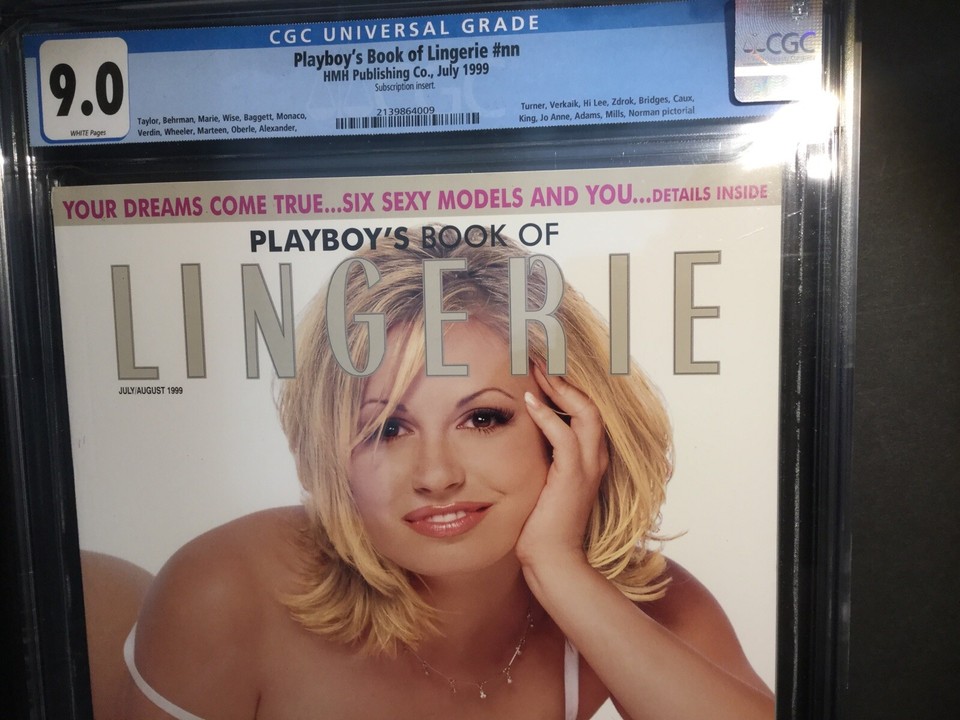 CGC UNIVERSAL GRADE
9.0
WHITE Pages
Playboy's Book of Lingerie #nn
HMH Publishing Co., July 1999
Subscription insert.
2139864009
Taylor, Behrman, Marie, Wise, Baggett, Monaco,
Verdin, Wheeler, Marteen, Oberle, Alexander,
Turner, Verkaik, Hi Lee, Zdrok, Bridges, Caux,
King, Jo Anne, Adams, Mills, Norman pictorial
CGC
YOUR DREAMS COME TRUE...SIX SEXY MODELS AND YOU...DETAILS INSIDE
PLAYBOY'S BOOK OF
LINGERIE
JULY/AUGUST 1999